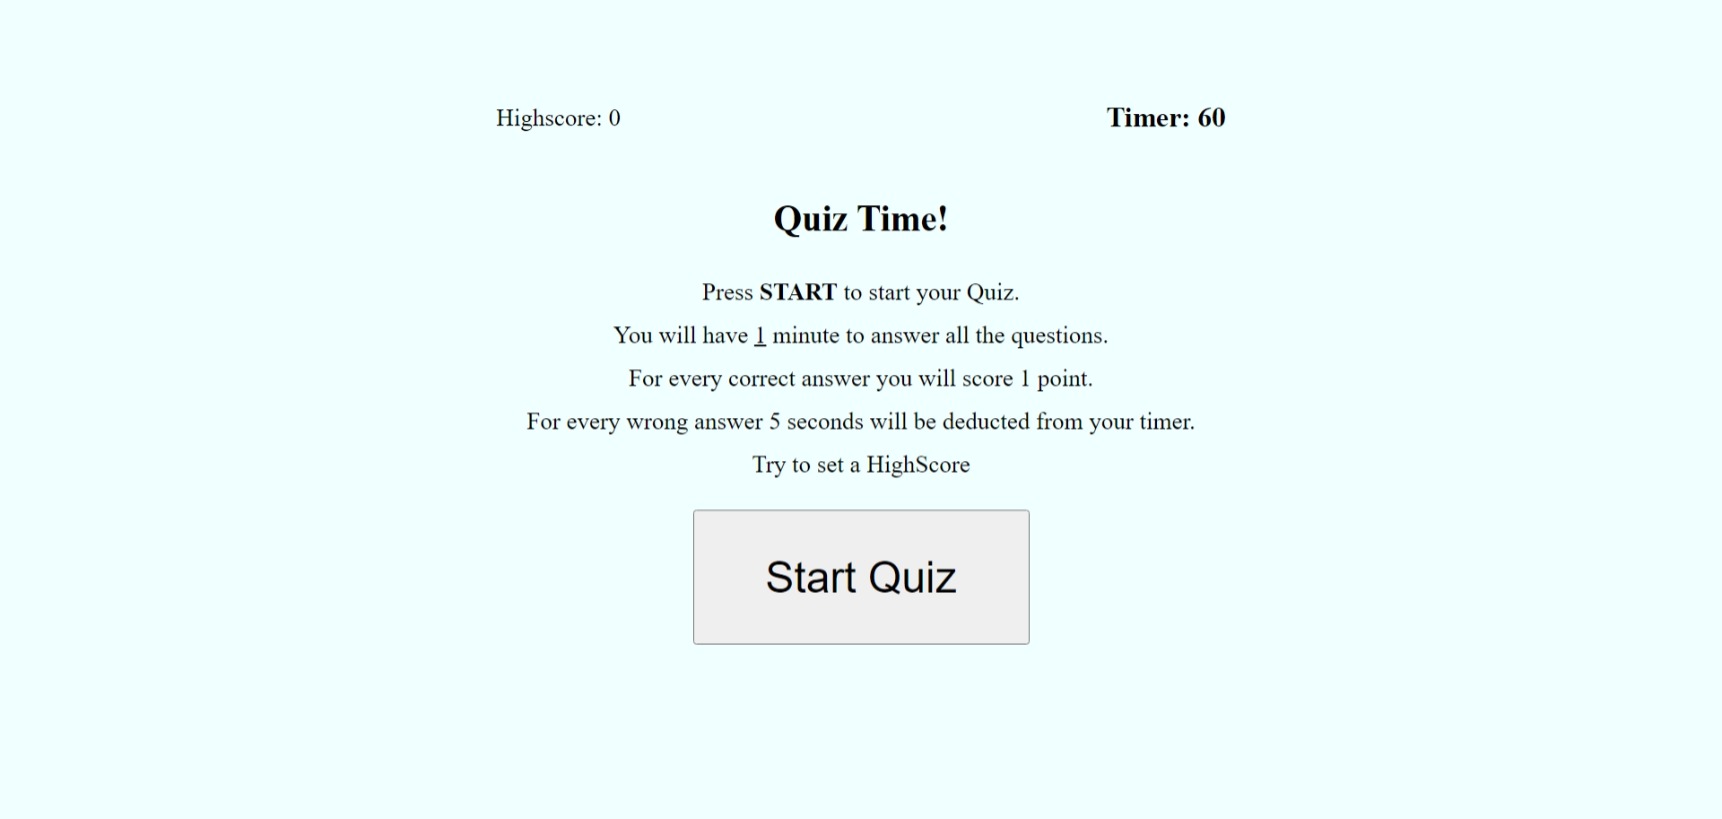 Highscore: 0
Timer: 60
Quiz Time!
Press START to start your Quiz.
You will have 1 minute to answer all the questions.
For every correct answer you will score 1 point.
For every wrong answer 5 seconds will be deducted from your timer.
Try to set a HighScore
Start Quiz